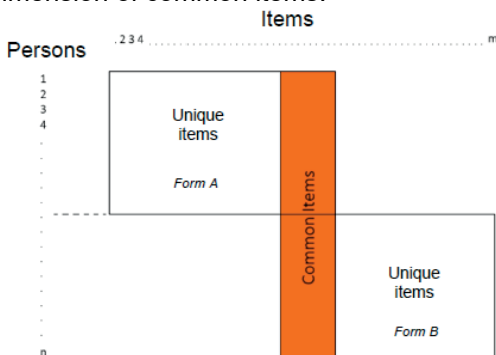 dimension of common items.
Items
Persons
.2 3 4 ........................................................... m
1
2
3
4
Unique
items
Form A
Common Items
Unique
items
Form B
n